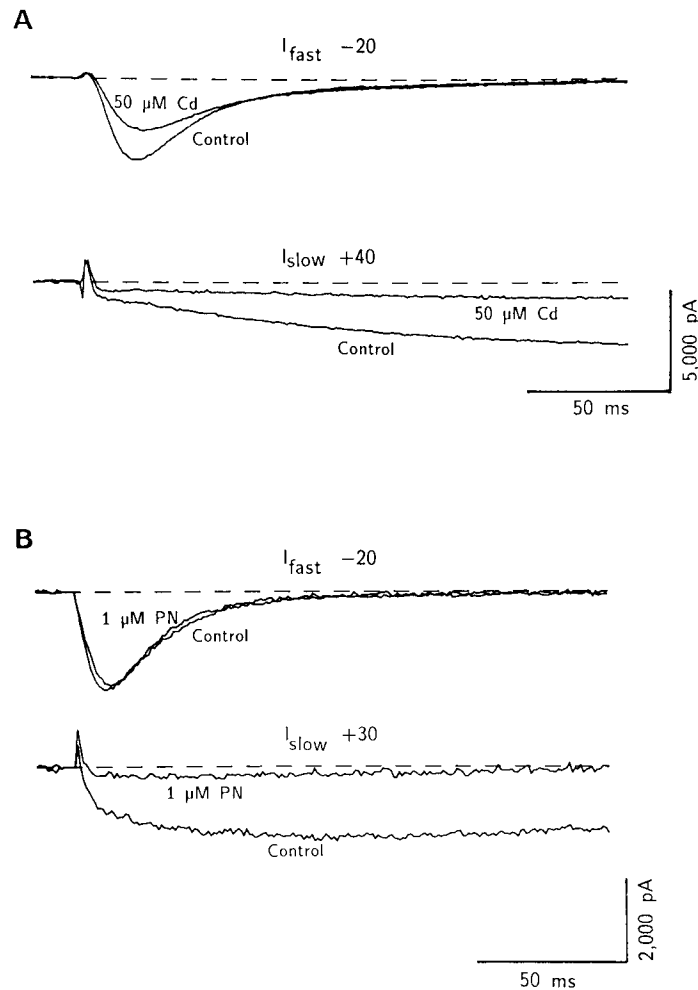 A
I fast −20
50 μM Cd
Control
I slow +40
50 μM Cd
Control
5,000 pA
50 ms
B
I fast −20
1 μM PN
Control
I slow +30
1 μM PN
Control
2,000 pA
50 ms